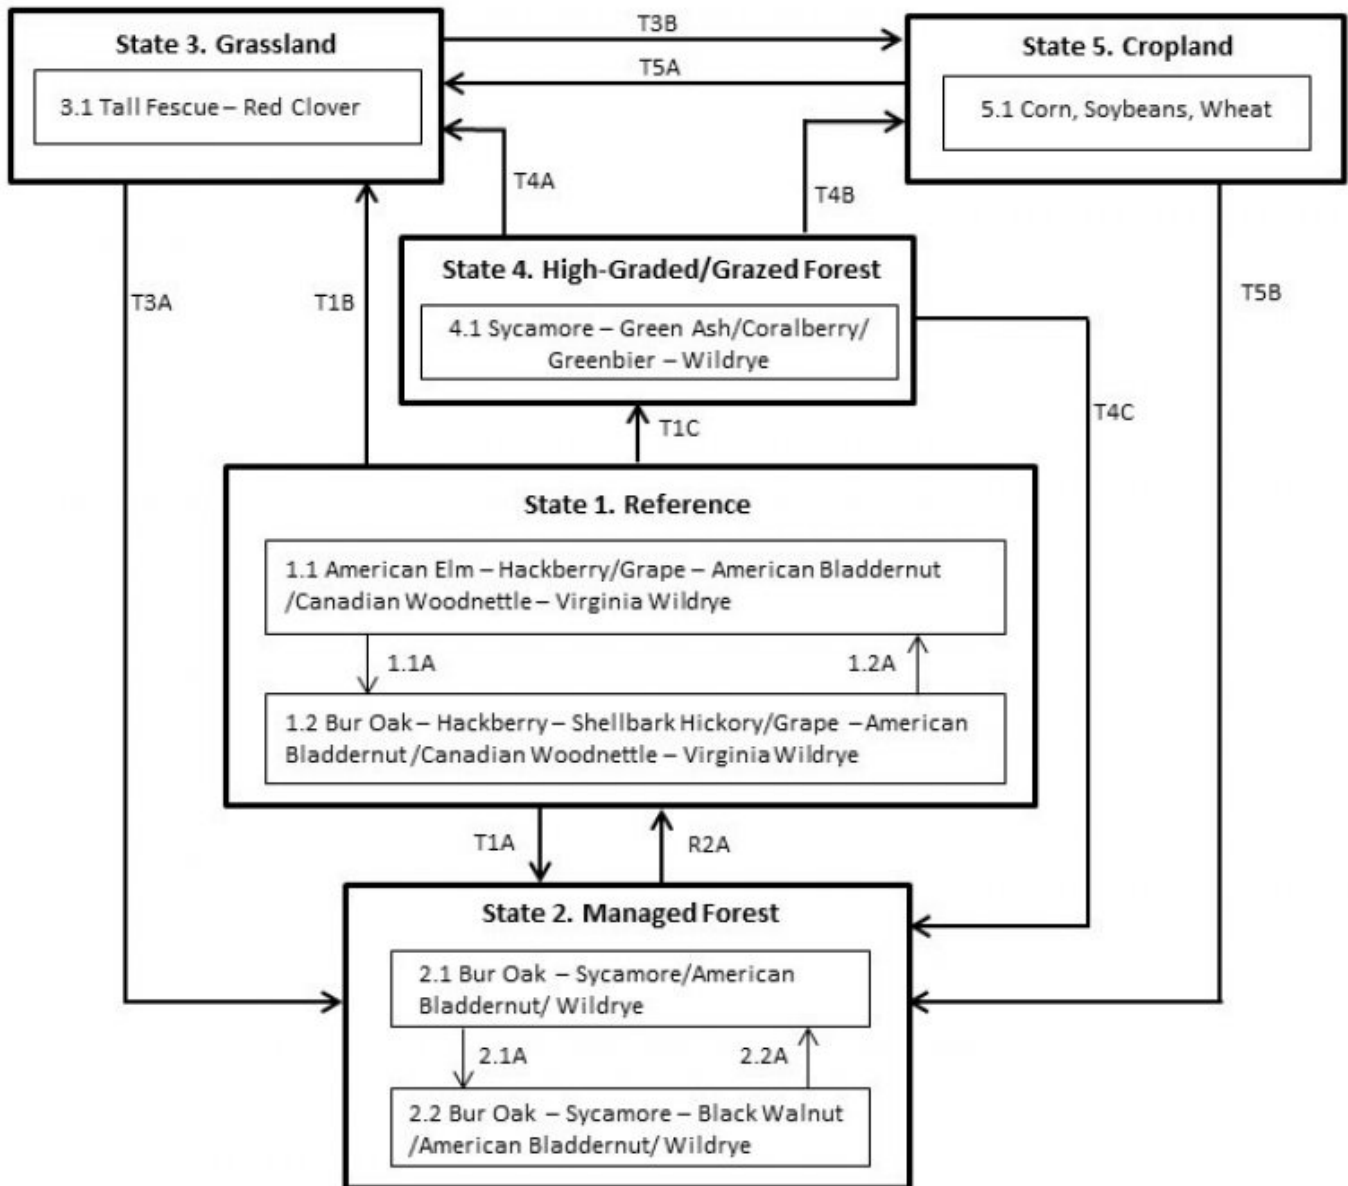 State 3. Grassland
3.1 Tall Fescue – Red Clover
T3B
T5A
State 5. Cropland
5.1 Corn, Soybeans, Wheat
T4A
T4B
State 4. High-Graded/Grazed Forest
4.1 Sycamore – Green Ash/Coralberry/
Greenbier – Wildrye
T3A
T1B
T5B
T1C
T4C
State 1. Reference
1.1 American Elm – Hackberry/Grape – American Bladdernut
/Canadian Woodnettle – Virginia Wildrye
1.1A
1.2A
1.2 Bur Oak – Hackberry – Shellbark Hickory/Grape –American
Bladdernut /Canadian Woodnettle – Virginia Wildrye
T1A
R2A
State 2. Managed Forest
2.1 Bur Oak – Sycamore/American
Bladdernut/ Wildrye
2.1A
2.2A
2.2 Bur Oak – Sycamore – Black Walnut
/American Bladdernut/ Wildrye